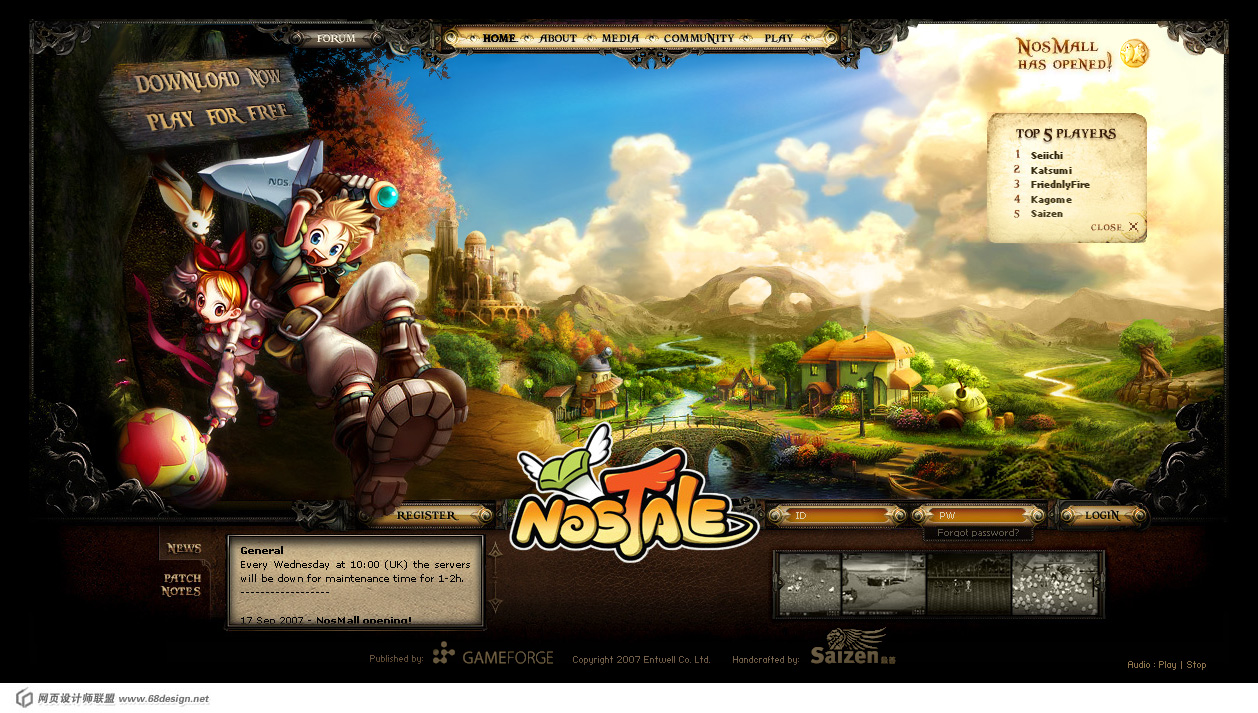 FORUM
HOME ABOUT MEDIA COMMUNITY PLAY
NosMall
has opened!
Download Now
Play for Free
NOS
Top 5 Players
1 Seiichi
2 Katsumi
3 FriednlyFire
4 Kagome
5 Saizen
CLOSE X
NosTale
REGISTER
ID
PW
LOGIN
Forgot password?
NEWS
PATCH
NOTES
General
Every Wednesday at 10:00 (UK) the servers
will be down for maintenance time for 1-2h.
------------------
17 Sep 2007 - NosMall opening!
Published by: GAMEFORGE Copyright 2007 Entwell Co. Ltd. Handcrafted by: Saizen
Audio : Play | Stop
网页设计师联盟 www.68design.net